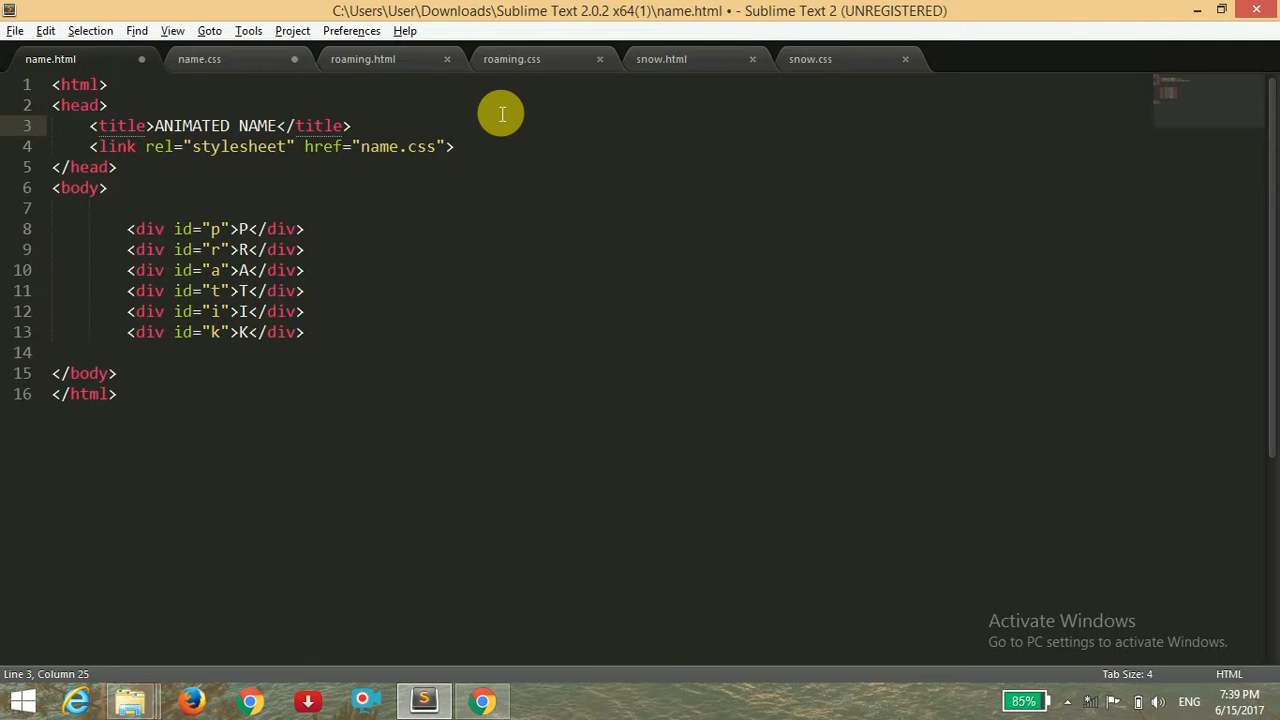 C:\Users\User\Downloads\Sublime Text 2.0.2 x64(1)\name.html • - Sublime Text 2 (UNREGISTERED)
File Edit Selection Find View Goto Tools Project Preferences Help
name.html name.css roaming.html roaming.css snow.html snow.css
1 <html>
2 <head>
3 <title>ANIMATED NAME</title>
4 <link rel="stylesheet" href="name.css">
5 </head>
6 <body>
7
8 <div id="p">P</div>
9 <div id="r">R</div>
10 <div id="a">A</div>
11 <div id="t">T</div>
12 <div id="i">I</div>
13 <div id="k">K</div>
14
15 </body>
16 </html>
Activate Windows
Go to PC settings to activate Windows.
Line 3, Column 25 Tab Size: 4 HTML
85% ENG 7:39 PM
6/15/2017